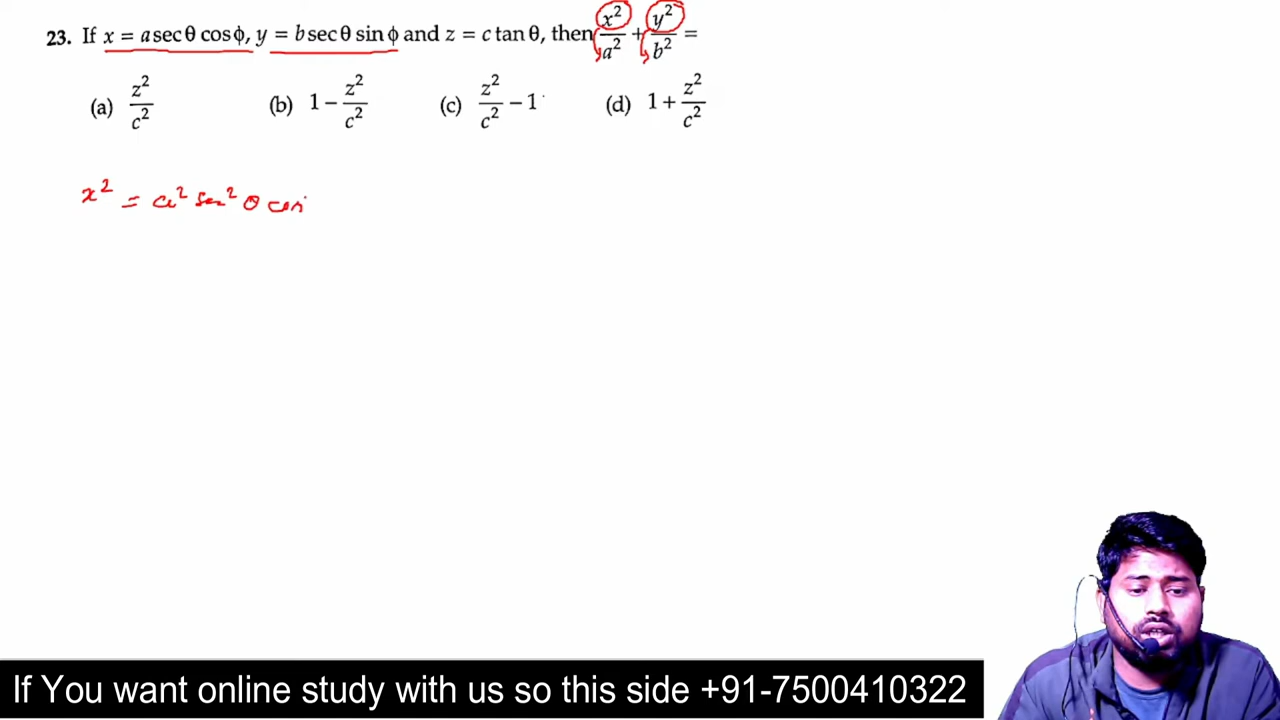 23. If x = a sec θ cos ϕ, y = b sec θ sin ϕ and z = c tan θ, then x²/a² + y²/b² =
(a) z²/c² (b) 1 − z²/c² (c) z²/c² − 1 (d) 1 + z²/c²
x² = a² sec² θ cos
If You want online study with us so this side +91-7500410322